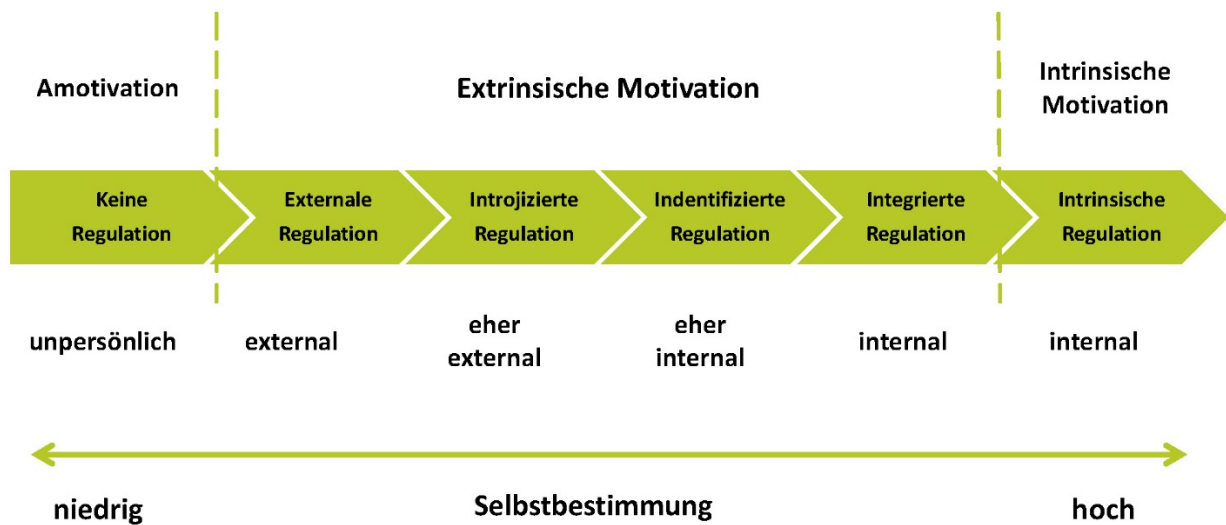 Amotivation
Extrinsische Motivation
Intrinsische
Motivation
Keine
Regulation
Externale
Regulation
Introjizierte
Regulation
Indentifizierte
Regulation
Integrierte
Regulation
Intrinsische
Regulation
unpersönlich
external
eher
external
eher
internal
internal
internal
niedrig
Selbstbestimmung
hoch